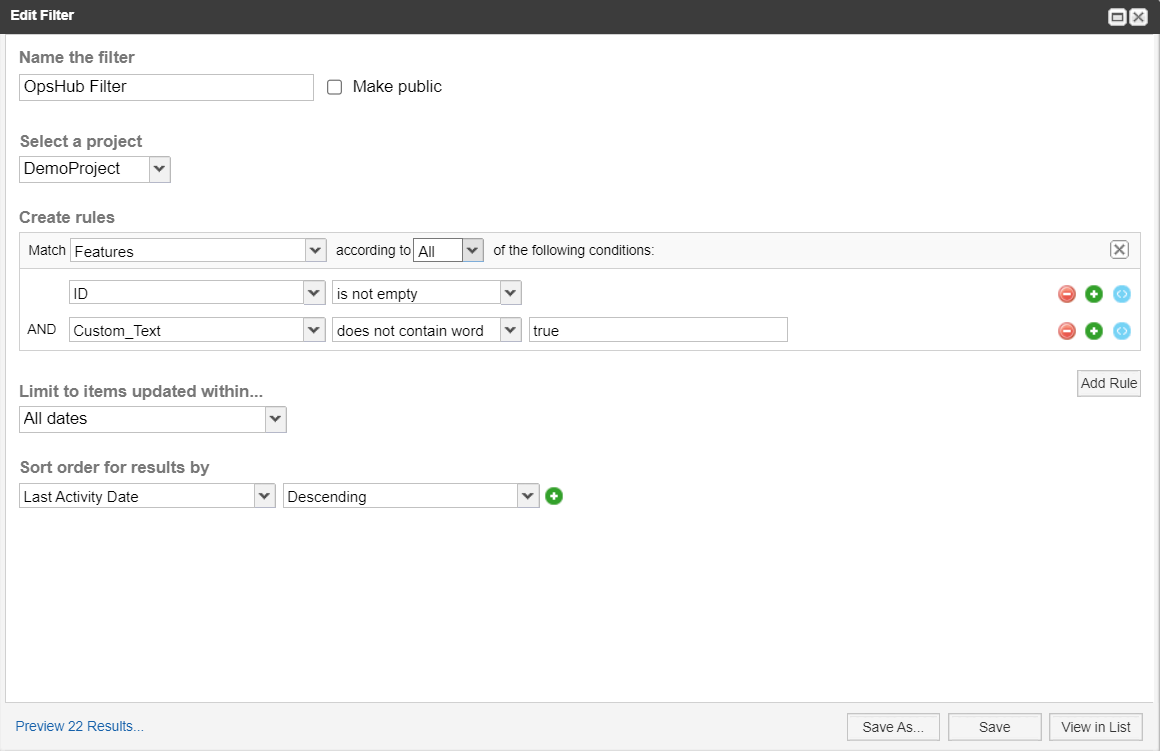 Edit Filter
Name the filter
OpsHub Filter Make public
Select a project
DemoProject
Create rules
Match Features according to All of the following conditions:
ID is not empty
AND Custom_Text does not contain word true
Add Rule
Limit to items updated within...
All dates
Sort order for results by
Last Activity Date Descending
Preview 22 Results... Save As... Save View in List